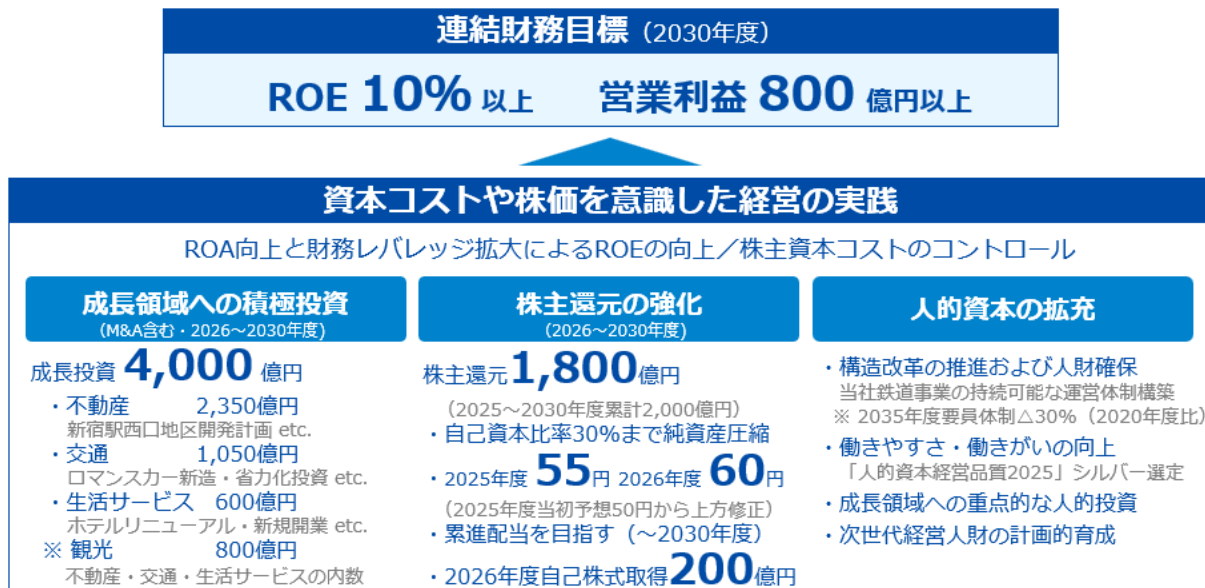 連結財務目標（2030年度）
ROE 10% 以上　営業利益 800 億円以上
資本コストや株価を意識した経営の実践
ROA向上と財務レバレッジ拡大によるROEの向上／株主資本コストのコントロール
成長領域への積極投資
(M&A含む・2026～2030年度)
成長投資 4,000 億円
・不動産　2,350億円
新宿駅西口地区開発計画 etc.
・交通　1,050億円
ロマンスカー新造・省力化投資 etc.
・生活サービス　600億円
ホテルリニューアル・新規開業 etc.
※ 観光　800億円
不動産・交通・生活サービスの内数
株主還元の強化
(2026～2030年度)
株主還元 1,800 億円
（2025～2030年度累計2,000億円）
・自己資本比率30%まで純資産圧縮
・2025年度 55円 2026年度 60円
（2025年度当初予想50円から上方修正）
・累進配当を目指す（～2030年度）
・2026年度自己株式取得200億円
人的資本の拡充
・構造改革の推進および人財確保
当社鉄道事業の持続可能な運営体制構築
※ 2035年度要員体制△30%（2020年度比）
・働きやすさ・働きがいの向上
「人的資本経営品質2025」シルバー選定
・成長領域への重点的な人的投資
・次世代経営人財の計画的育成